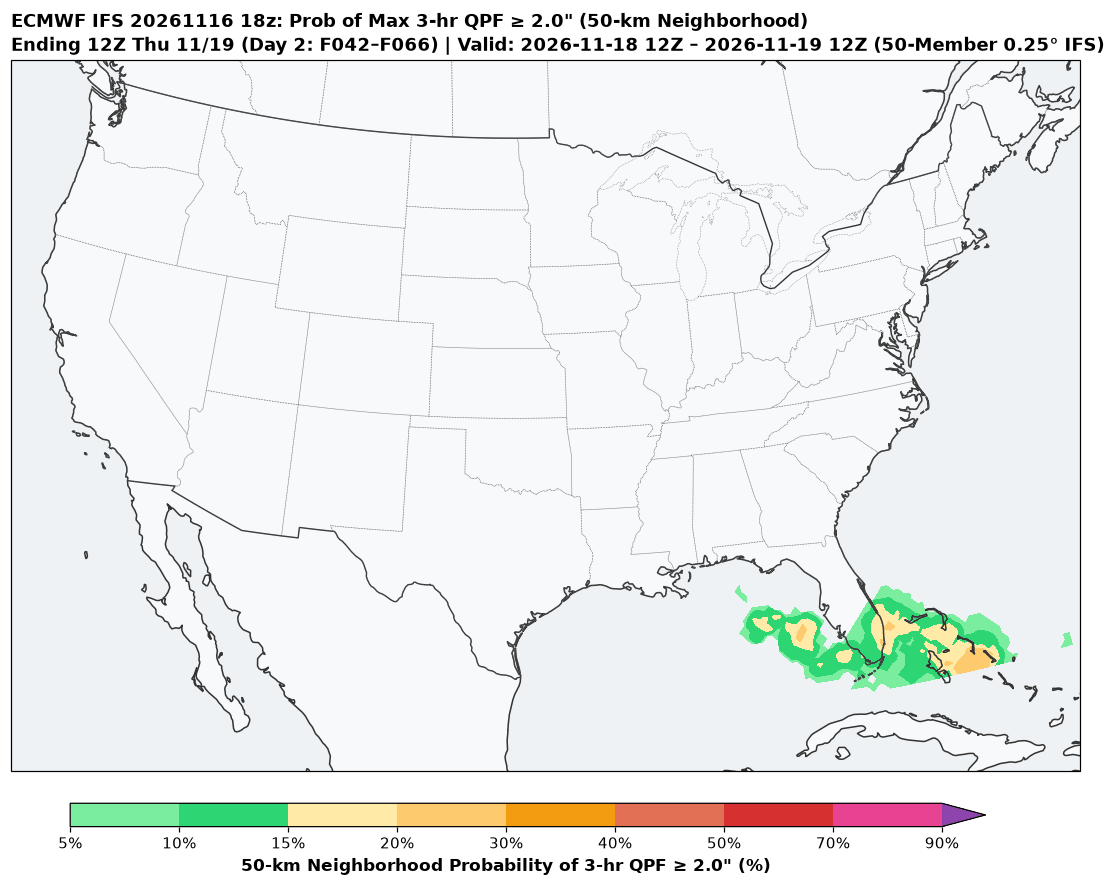 ECMWF IFS 20261116 18z: Prob of Max 3-hr QPF ≥ 2.0" (50-km Neighborhood)
Ending 12Z Thu 11/19 (Day 2: F042–F066) | Valid: 2026-11-18 12Z – 2026-11-19 12Z (50-Member 0.25° IFS)
5% 10% 15% 20% 30% 40% 50% 70% 90%
50-km Neighborhood Probability of 3-hr QPF ≥ 2.0" (%)